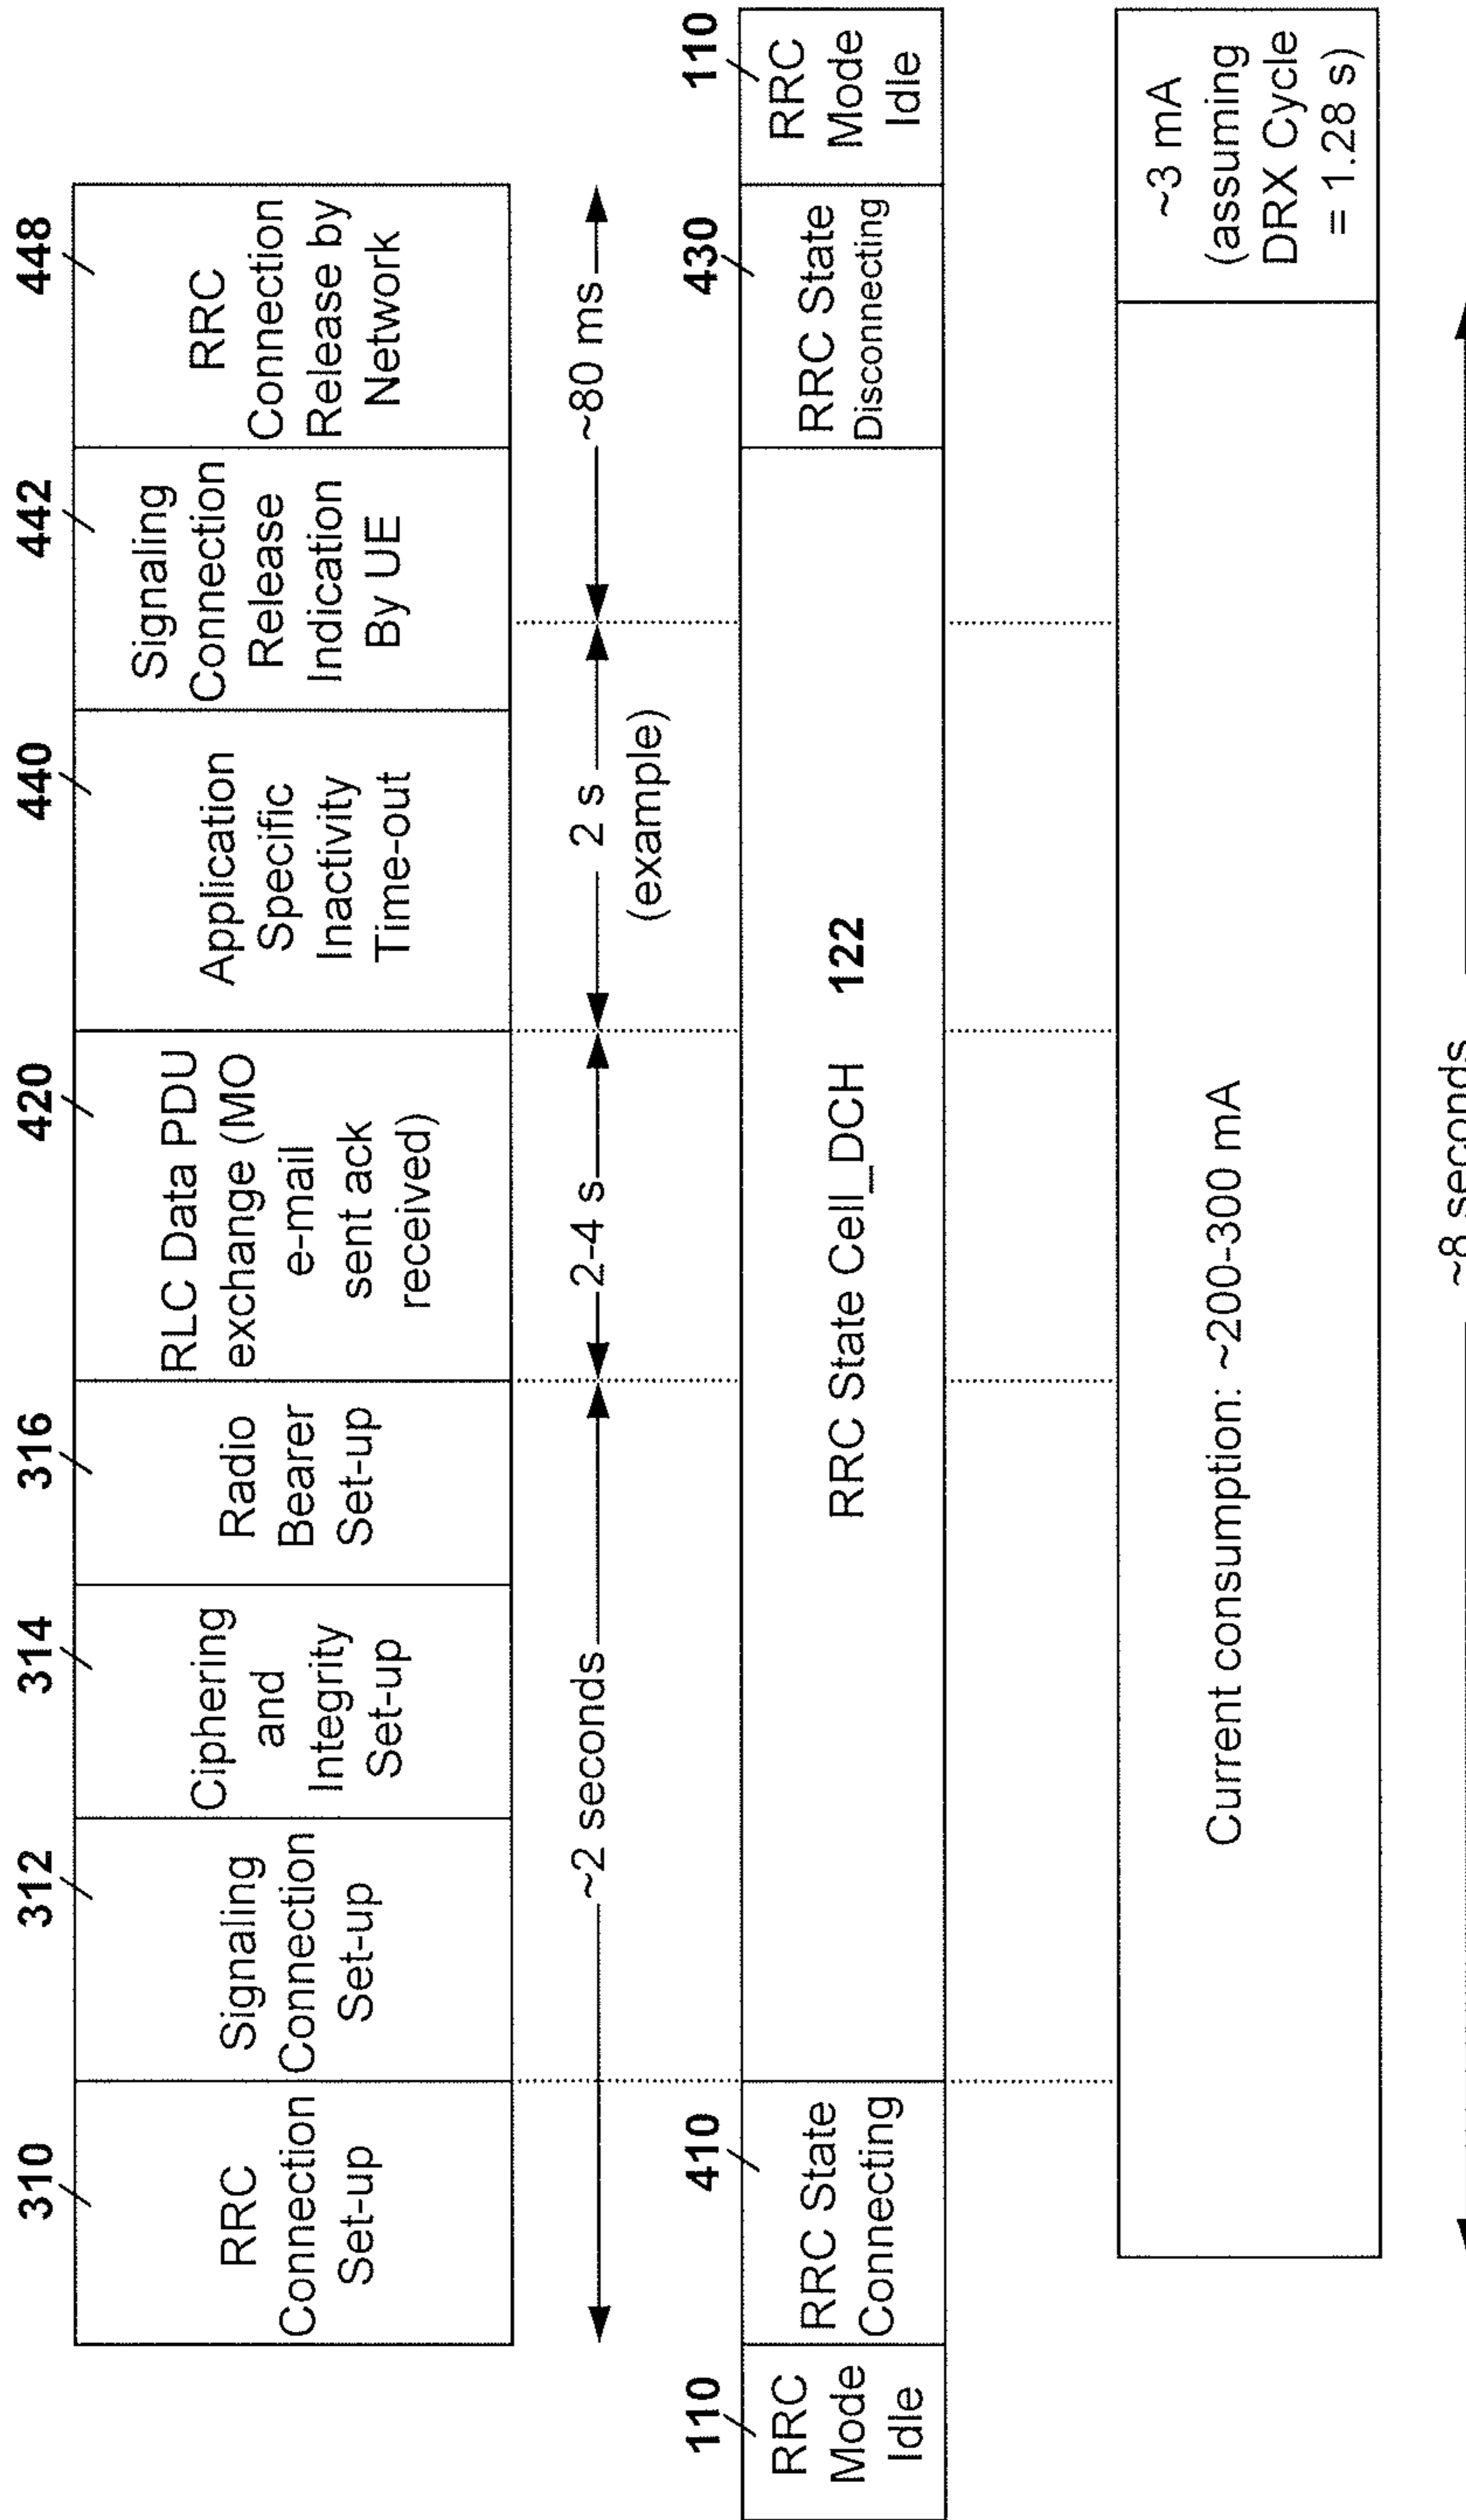 310
RRC
Connection
Set-up
312
Signaling
Connection
Set-up
314
Ciphering
and
Integrity
Set-up
316
Radio
Bearer
Set-up
420
RLC Data PDU
exchange (MO
e-mail
sent ack
received)
440
Application
Specific
Inactivity
Time-out
442
Signaling
Connection
Release
Indication
By UE
448
RRC
Connection
Release by
Network
~2 seconds
2-4 s
2 s
(example)
~80 ms
110
RRC
Mode
Idle
410
RRC State
Connecting
RRC State Cell_DCH 122
430
RRC State
Disconnecting
110
RRC
Mode
Idle
Current consumption: ~200-300 mA
~3 mA
(assuming
DRX Cycle
= 1.28 s)
~8 seconds